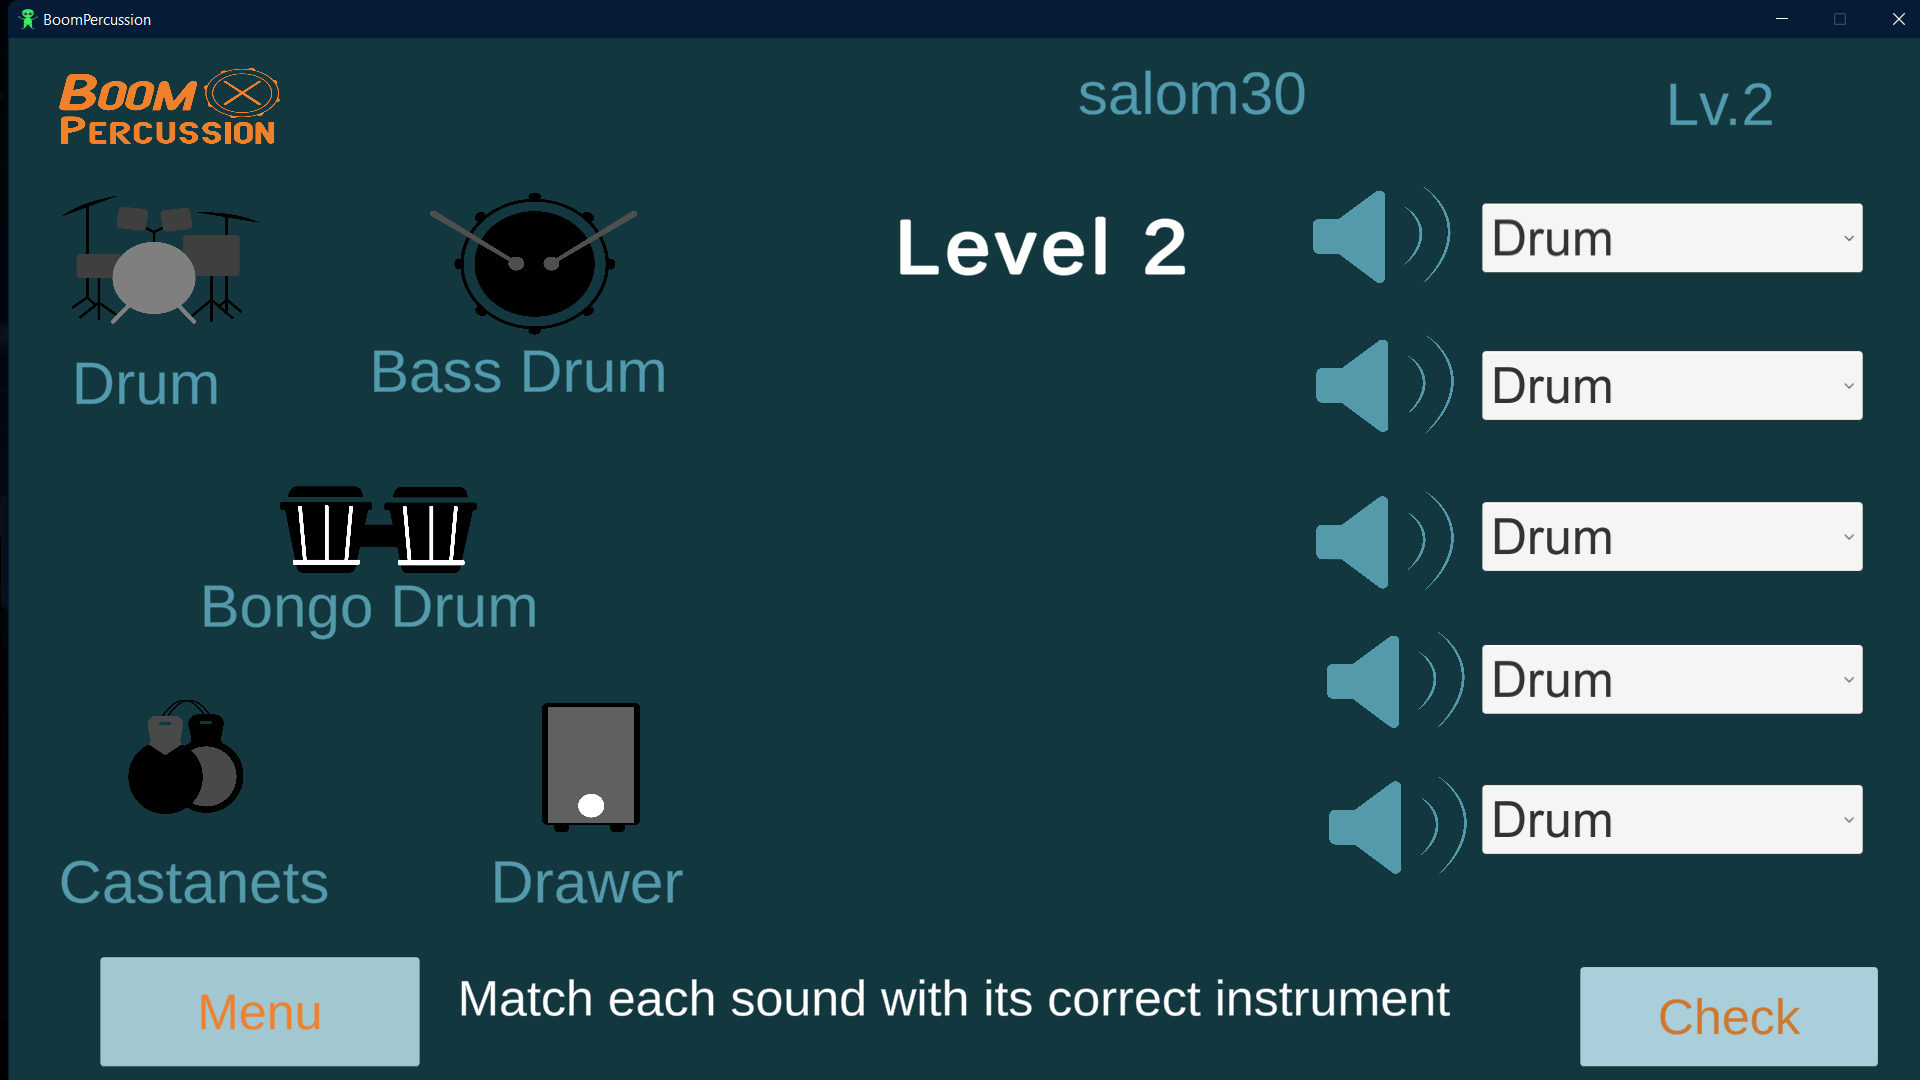 BoomPercussion
BOOM
PERCUSSION
salom30
Lv.2
Level 2
Drum
Bass Drum
Bongo Drum
Castanets
Drawer
Drum
Drum
Drum
Drum
Drum
Menu
Match each sound with its correct instrument
Check